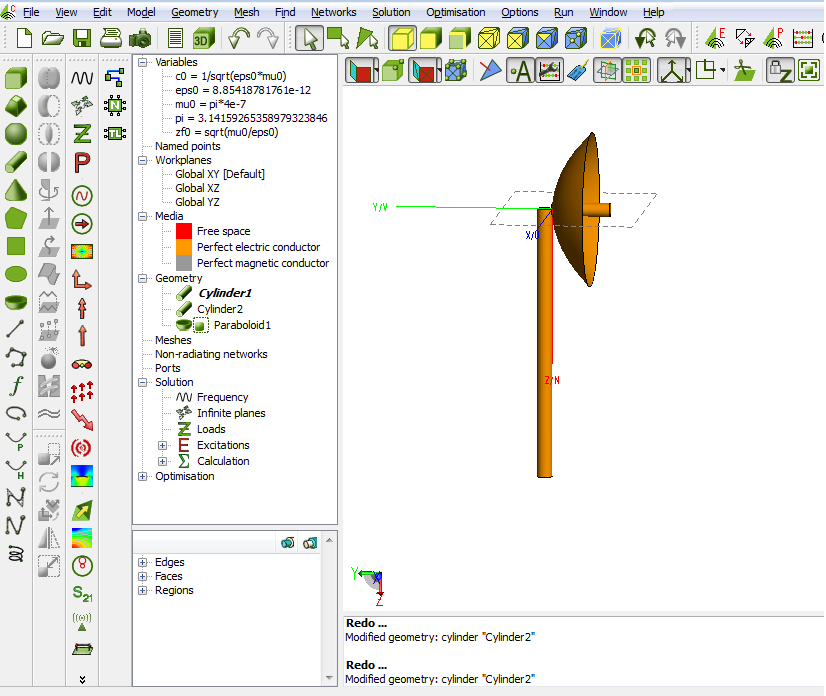 File View Edit Model Geometry Mesh Find Networks Solution Optimisation Options Run Window Help
3D
E P E
A
Z
Variables
c0 = 1/sqrt(eps0*mu0)
eps0 = 8.85418781761e-12
mu0 = pi*4e-7
pi = 3.14159265358979323846
zf0 = sqrt(mu0/eps0)
Named points
Workplanes
Global XY [Default]
Global XZ
Global YZ
Media
Free space
Perfect electric conductor
Perfect magnetic conductor
Geometry
Cylinder1
Cylinder2
Paraboloid1
Meshes
Non-radiating networks
Ports
Solution
Frequency
Infinite planes
Z Loads
E Excitations
Σ Calculation
Optimisation
Edges
Faces
Regions
N
TL
Z
P
f
P
H
S21
Y/V
X/U
Z/N
Y
X
Z
Redo ...
Modified geometry: cylinder "Cylinder2"
Redo ...
Modified geometry: cylinder "Cylinder2"